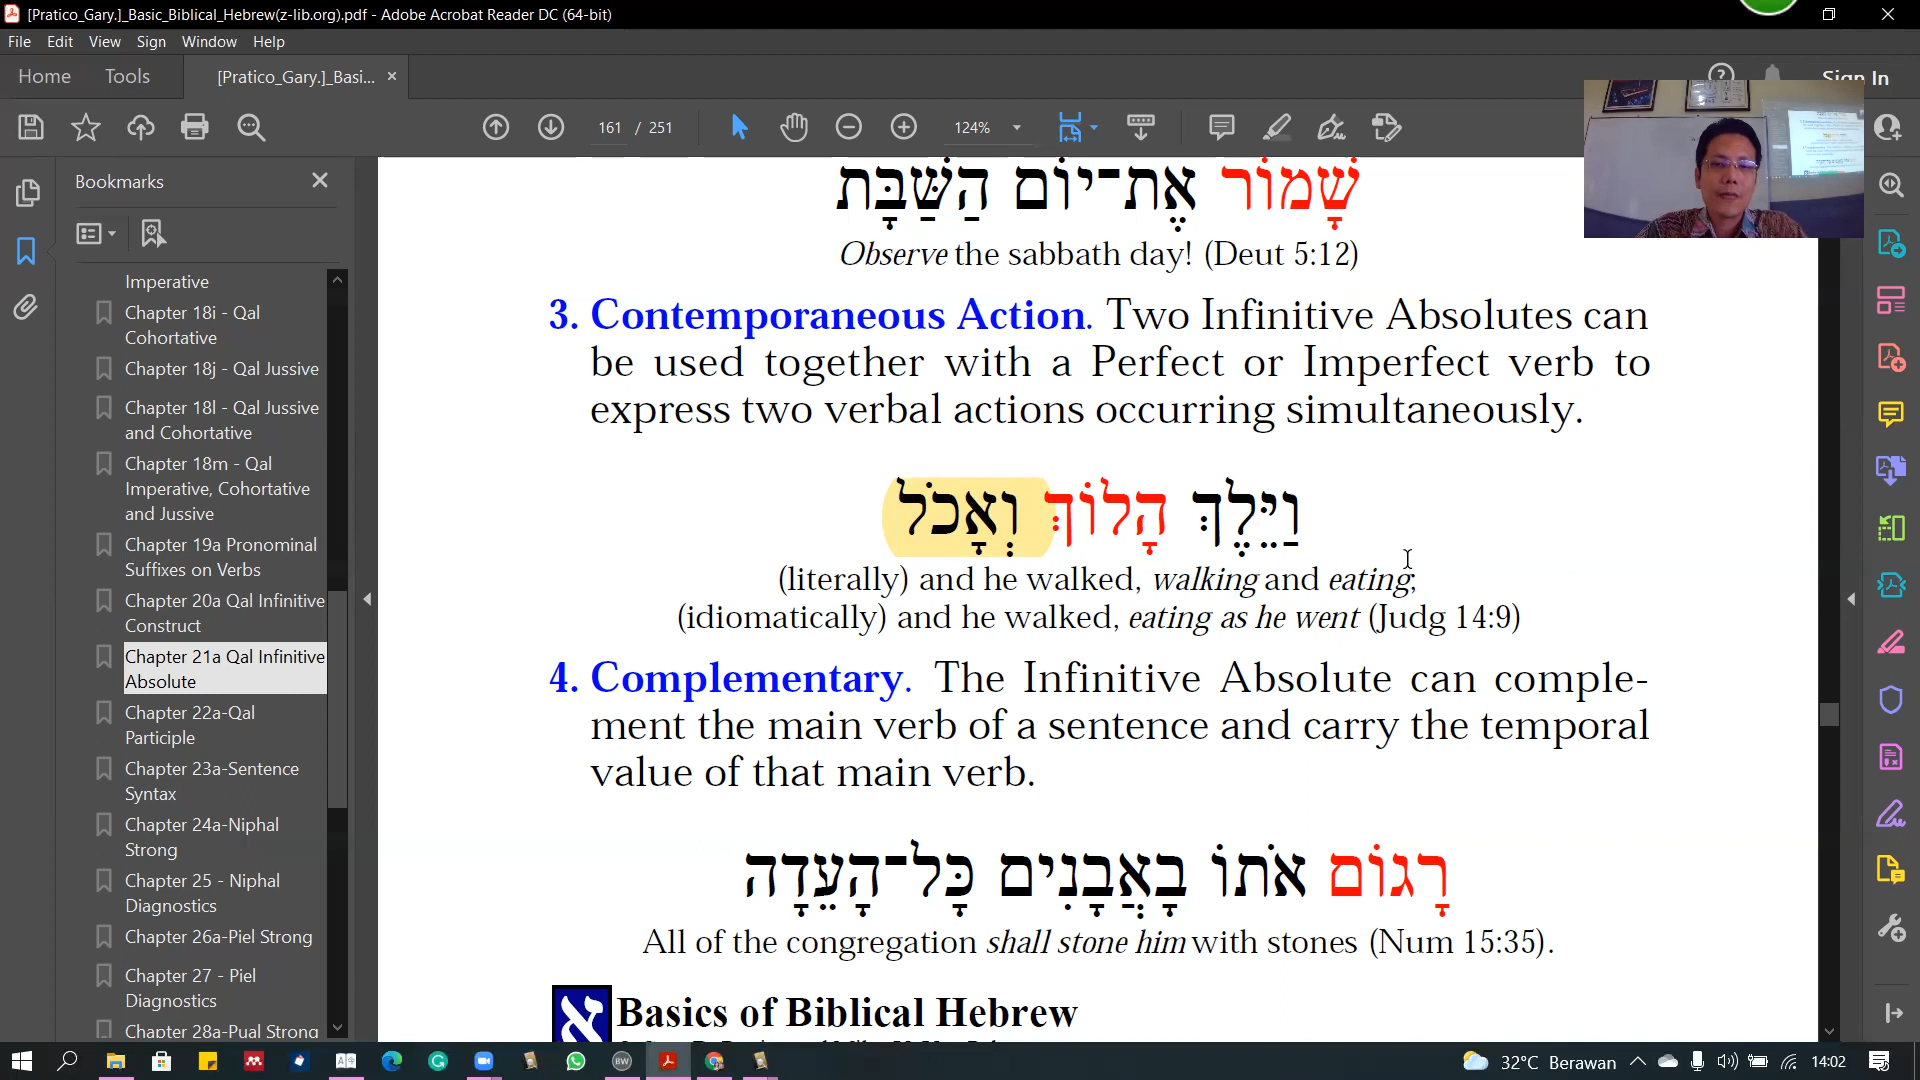 [Pratico_Gary.]_Basic_Biblical_Hebrew(z-lib.org).pdf - Adobe Acrobat Reader DC (64-bit)
File Edit View Sign Window Help
Home Tools [Pratico_Gary.]_Basi... × Sign In
161 / 251 124%
Bookmarks
Imperative
Chapter 18i - Qal
Cohortative
Chapter 18j - Qal Jussive
Chapter 18l - Qal Jussive
and Cohortative
Chapter 18m - Qal
Imperative, Cohortative
and Jussive
Chapter 19a Pronominal
Suffixes on Verbs
Chapter 20a Qal Infinitive
Construct
Chapter 21a Qal Infinitive
Absolute
Chapter 22a-Qal
Participle
Chapter 23a-Sentence
Syntax
Chapter 24a-Niphal
Strong
Chapter 25 - Niphal
Diagnostics
Chapter 26a-Piel Strong
Chapter 27 - Piel
Diagnostics
Chapter 28a-Pual Strong
שָׁמוֹר אֶת־יוֹם הַשַּׁבָּת
Observe the sabbath day! (Deut 5:12)
3. Contemporaneous Action. Two Infinitive Absolutes can
be used together with a Perfect or Imperfect verb to
express two verbal actions occurring simultaneously.
וַיֵּלֶךְ הָלוֹךְ וְאָכֹל
(literally) and he walked, walking and eating;
(idiomatically) and he walked, eating as he went (Judg 14:9)
4. Complementary. The Infinitive Absolute can comple-
ment the main verb of a sentence and carry the temporal
value of that main verb.
רָגוֹם אֹתוֹ בָאֲבָנִים כָּל־הָעֵדָה
All of the congregation shall stone him with stones (Num 15:35).
א Basics of Biblical Hebrew
32°C Berawan 14:02